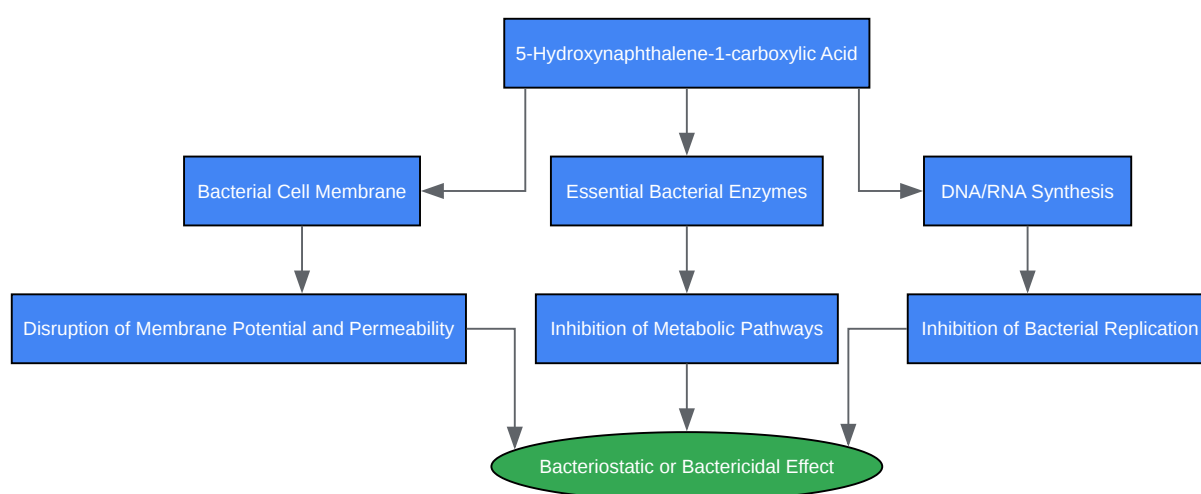 5-Hydroxynaphthalene-1-carboxylic Acid
Bacterial Cell Membrane
Essential Bacterial Enzymes
DNA/RNA Synthesis
Disruption of Membrane Potential and Permeability
Inhibition of Metabolic Pathways
Inhibition of Bacterial Replication
Bacteriostatic or Bactericidal Effect